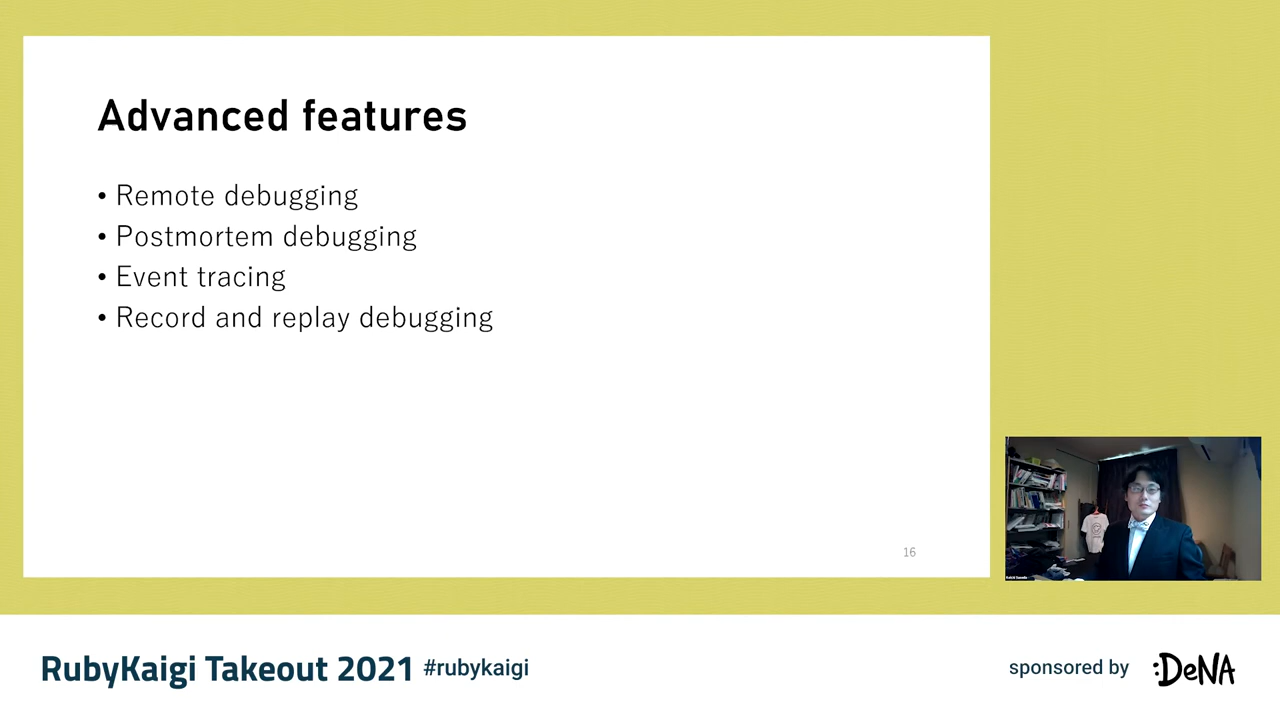 Advanced features
• Remote debugging
• Postmortem debugging
• Event tracing
• Record and replay debugging
16
RubyKaigi Takeout 2021 #rubykaigi
sponsored by :DeNA